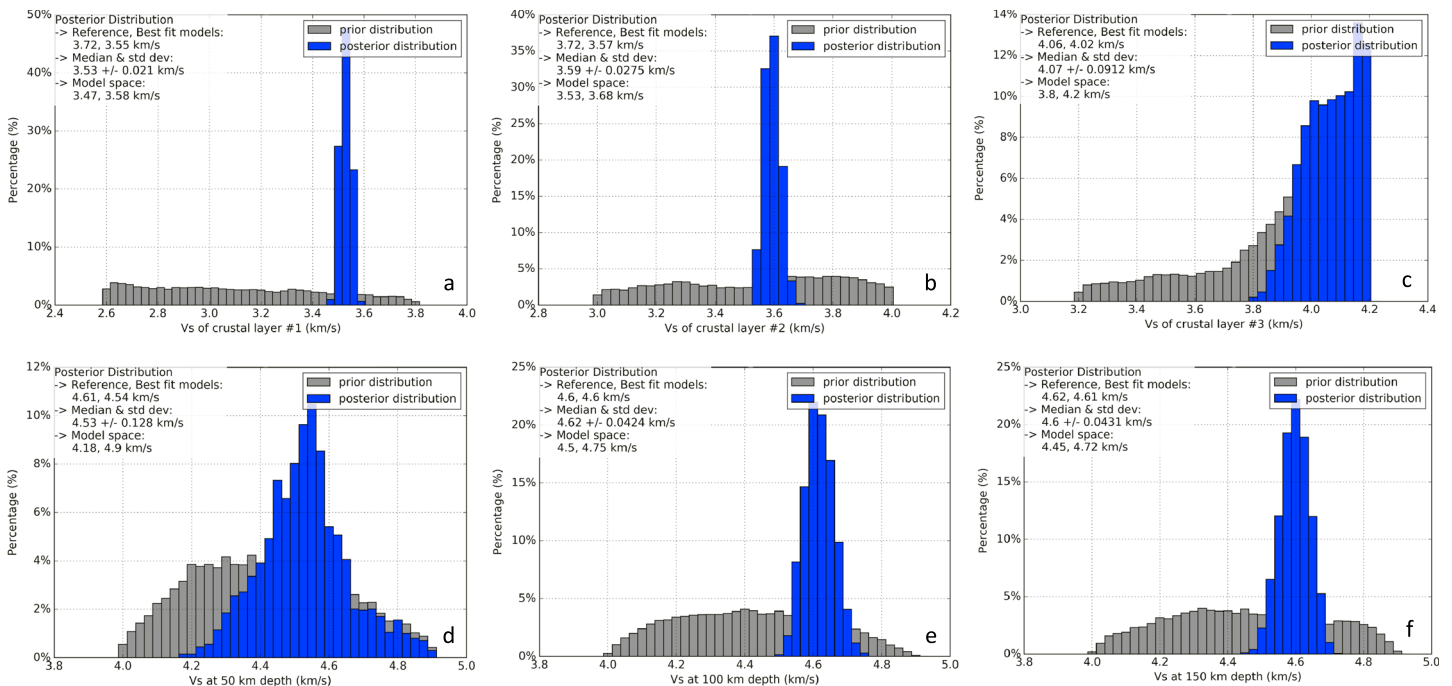 Posterior Distribution
-> Reference, Best fit models:
3.72, 3.55 km/s
-> Median & std dev:
3.53 +/- 0.021 km/s
-> Model space:
3.47, 3.58 km/s
prior distribution
posterior distribution
50%
40%
30%
20%
10%
0%
Percentage (%)
2.4 2.6 2.8 3.0 3.2 3.4 3.6 3.8 4.0
Vs of crustal layer #1 (km/s)
a
Posterior Distribution
-> Reference, Best fit models:
3.72, 3.57 km/s
-> Median & std dev:
3.59 +/- 0.0275 km/s
-> Model space:
3.53, 3.68 km/s
prior distribution
posterior distribution
40%
35%
30%
25%
20%
15%
10%
5%
0%
Percentage (%)
2.8 3.0 3.2 3.4 3.6 3.8 4.0 4.2
Vs of crustal layer #2 (km/s)
b
Posterior Distribution
-> Reference, Best fit models:
4.06, 4.02 km/s
-> Median & std dev:
4.07 +/- 0.0912 km/s
-> Model space:
3.8, 4.2 km/s
prior distribution
posterior distribution
14%
12%
10%
8%
6%
4%
2%
0%
Percentage (%)
3.0 3.2 3.4 3.6 3.8 4.0 4.2 4.4
Vs of crustal layer #3 (km/s)
c
Posterior Distribution
-> Reference, Best fit models:
4.61, 4.54 km/s
-> Median & std dev:
4.53 +/- 0.128 km/s
-> Model space:
4.18, 4.9 km/s
prior distribution
posterior distribution
12%
10%
8%
6%
4%
2%
0%
Percentage (%)
3.8 4.0 4.2 4.4 4.6 4.8 5.0
Vs at 50 km depth (km/s)
d
Posterior Distribution
-> Reference, Best fit models:
4.6, 4.6 km/s
-> Median & std dev:
4.62 +/- 0.0424 km/s
-> Model space:
4.5, 4.75 km/s
prior distribution
posterior distribution
25%
20%
15%
10%
5%
0%
Percentage (%)
3.8 4.0 4.2 4.4 4.6 4.8 5.0
Vs at 100 km depth (km/s)
e
Posterior Distribution
-> Reference, Best fit models:
4.62, 4.61 km/s
-> Median & std dev:
4.6 +/- 0.0431 km/s
-> Model space:
4.45, 4.72 km/s
prior distribution
posterior distribution
25%
20%
15%
10%
5%
0%
Percentage (%)
3.8 4.0 4.2 4.4 4.6 4.8 5.0
Vs at 150 km depth (km/s)
f